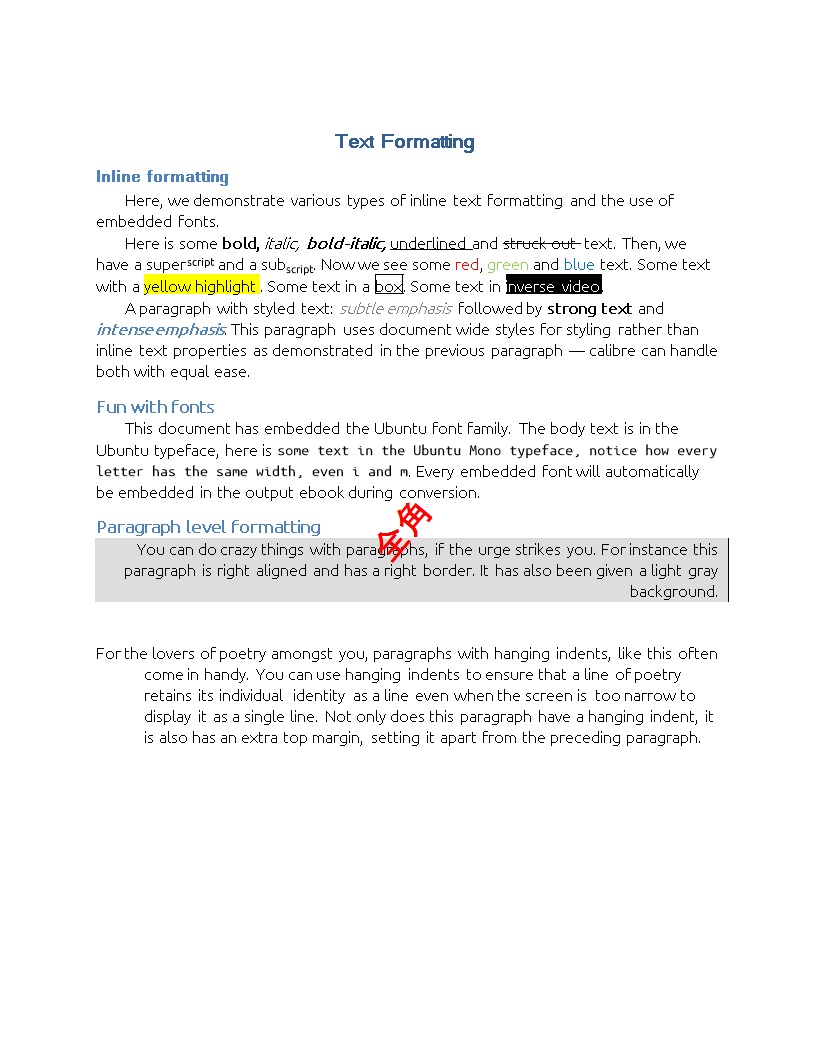 Text Formatting
Inline formatting
Here, we demonstrate various types of inline text formatting and the use of
embedded fonts.
Here is some bold, italic, bold-italic, underlined and struck out text. Then, we
have a superscript and a subscript. Now we see some red, green and blue text. Some text
with a yellow highlight . Some text in a box. Some text in inverse video.
A paragraph with styled text: subtle emphasis followed by strong text and
intense emphasis. This paragraph uses document wide styles for styling rather than
inline text properties as demonstrated in the previous paragraph — calibre can handle
both with equal ease.
Fun with fonts
This document has embedded the Ubuntu font family. The body text is in the
Ubuntu typeface, here is some text in the Ubuntu Mono typeface, notice how every
letter has the same width, even i and m. Every embedded font will automatically
be embedded in the output ebook during conversion.
Paragraph level formatting
全角
You can do crazy things with paragraphs, if the urge strikes you. For instance this
paragraph is right aligned and has a right border. It has also been given a light gray
background.
For the lovers of poetry amongst you, paragraphs with hanging indents, like this often
come in handy. You can use hanging indents to ensure that a line of poetry
retains its individual identity as a line even when the screen is too narrow to
display it as a single line. Not only does this paragraph have a hanging indent, it
is also has an extra top margin, setting it apart from the preceding paragraph.